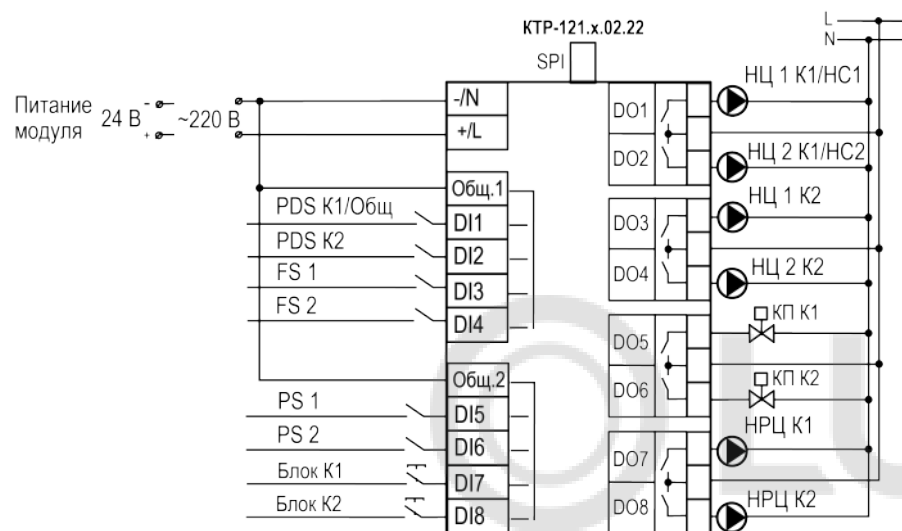 КТР-121.х.02.22
SPI
L
N
Питание
модуля
24 В
-
+
~220 В
-/N
+/L
Общ.1
PDS К1/Общ
DI1
PDS К2
DI2
FS 1
DI3
FS 2
DI4
Общ.2
PS 1
DI5
PS 2
DI6
Блок К1
DI7
Блок К2
DI8
DO1
НЦ 1 К1/НС1
DO2
НЦ 2 К1/НС2
DO3
НЦ 1 К2
DO4
НЦ 2 К2
DO5
КП К1
DO6
КП К2
DO7
НРЦ К1
DO8
НРЦ К2